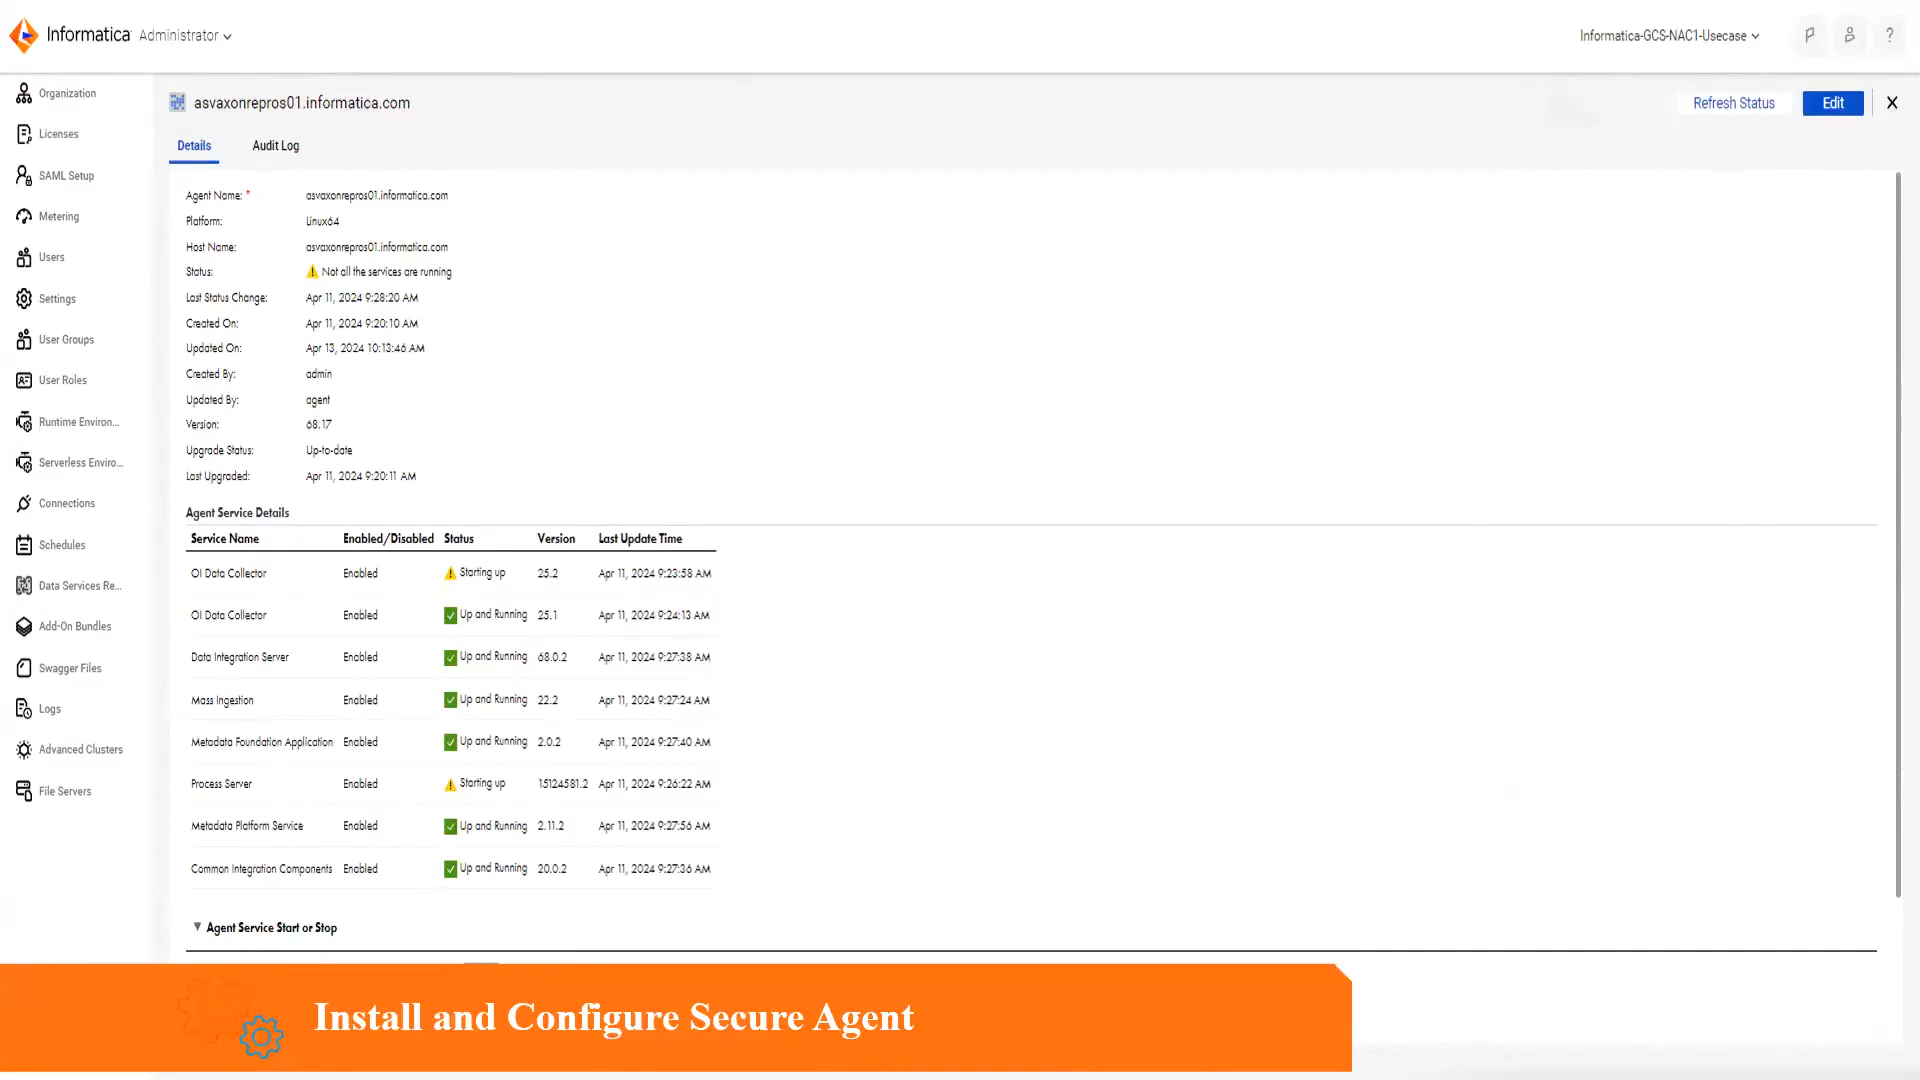 Informatica Administrator
Informatica-GCS-NAC1-Usecase
?
Organization
Licenses
SAML Setup
Metering
Users
Settings
User Groups
User Roles
Runtime Environ...
Serverless Enviro...
Connections
Schedules
Data Services Re...
Add-On Bundles
Swagger Files
Logs
Advanced Clusters
File Servers
asvaxonrepros01.informatica.com
Refresh Status Edit X
Details Audit Log
Agent Name: * asvaxonrepros01.informatica.com
Platform: Linux64
Host Name: asvaxonrepros01.informatica.com
Status: Not all the services are running
Last Status Change: Apr 11, 2024 9:28:20 AM
Created On: Apr 11, 2024 9:20:10 AM
Updated On: Apr 13, 2024 10:13:46 AM
Created By: admin
Updated By: agent
Version: 68.17
Upgrade Status: Up-to-date
Last Upgraded: Apr 11, 2024 9:20:11 AM
Agent Service Details
Service Name Enabled/Disabled Status Version Last Update Time
OI Data Collector Enabled Starting up 25.2 Apr 11, 2024 9:23:58 AM
OI Data Collector Enabled Up and Running 25.1 Apr 11, 2024 9:24:13 AM
Data Integration Server Enabled Up and Running 68.0.2 Apr 11, 2024 9:27:38 AM
Mass Ingestion Enabled Up and Running 22.2 Apr 11, 2024 9:27:24 AM
Metadata Foundation Application Enabled Up and Running 2.0.2 Apr 11, 2024 9:27:40 AM
Process Server Enabled Starting up 15124581.2 Apr 11, 2024 9:26:22 AM
Metadata Platform Service Enabled Up and Running 2.11.2 Apr 11, 2024 9:27:56 AM
Common Integration Components Enabled Up and Running 20.0.2 Apr 11, 2024 9:27:36 AM
Agent Service Start or Stop
Install and Configure Secure Agent